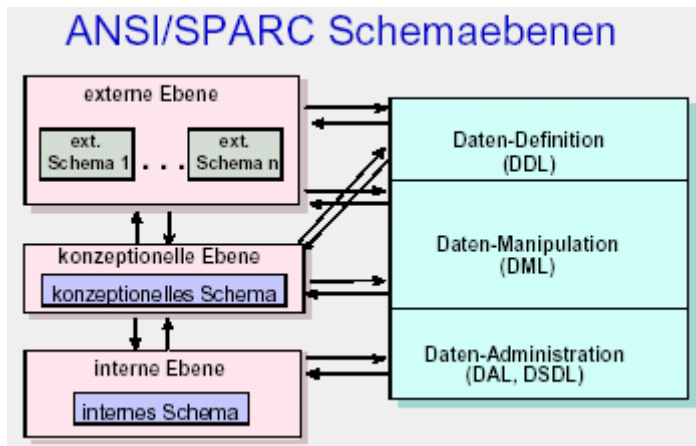 ANSI/SPARC Schemaebenen
externe Ebene
ext.
Schema 1
. . .
ext.
Schema n
konzeptionelle Ebene
konzeptionelles Schema
interne Ebene
internes Schema
Daten-Definition
(DDL)
Daten-Manipulation
(DML)
Daten-Administration
(DAL, DSDL)